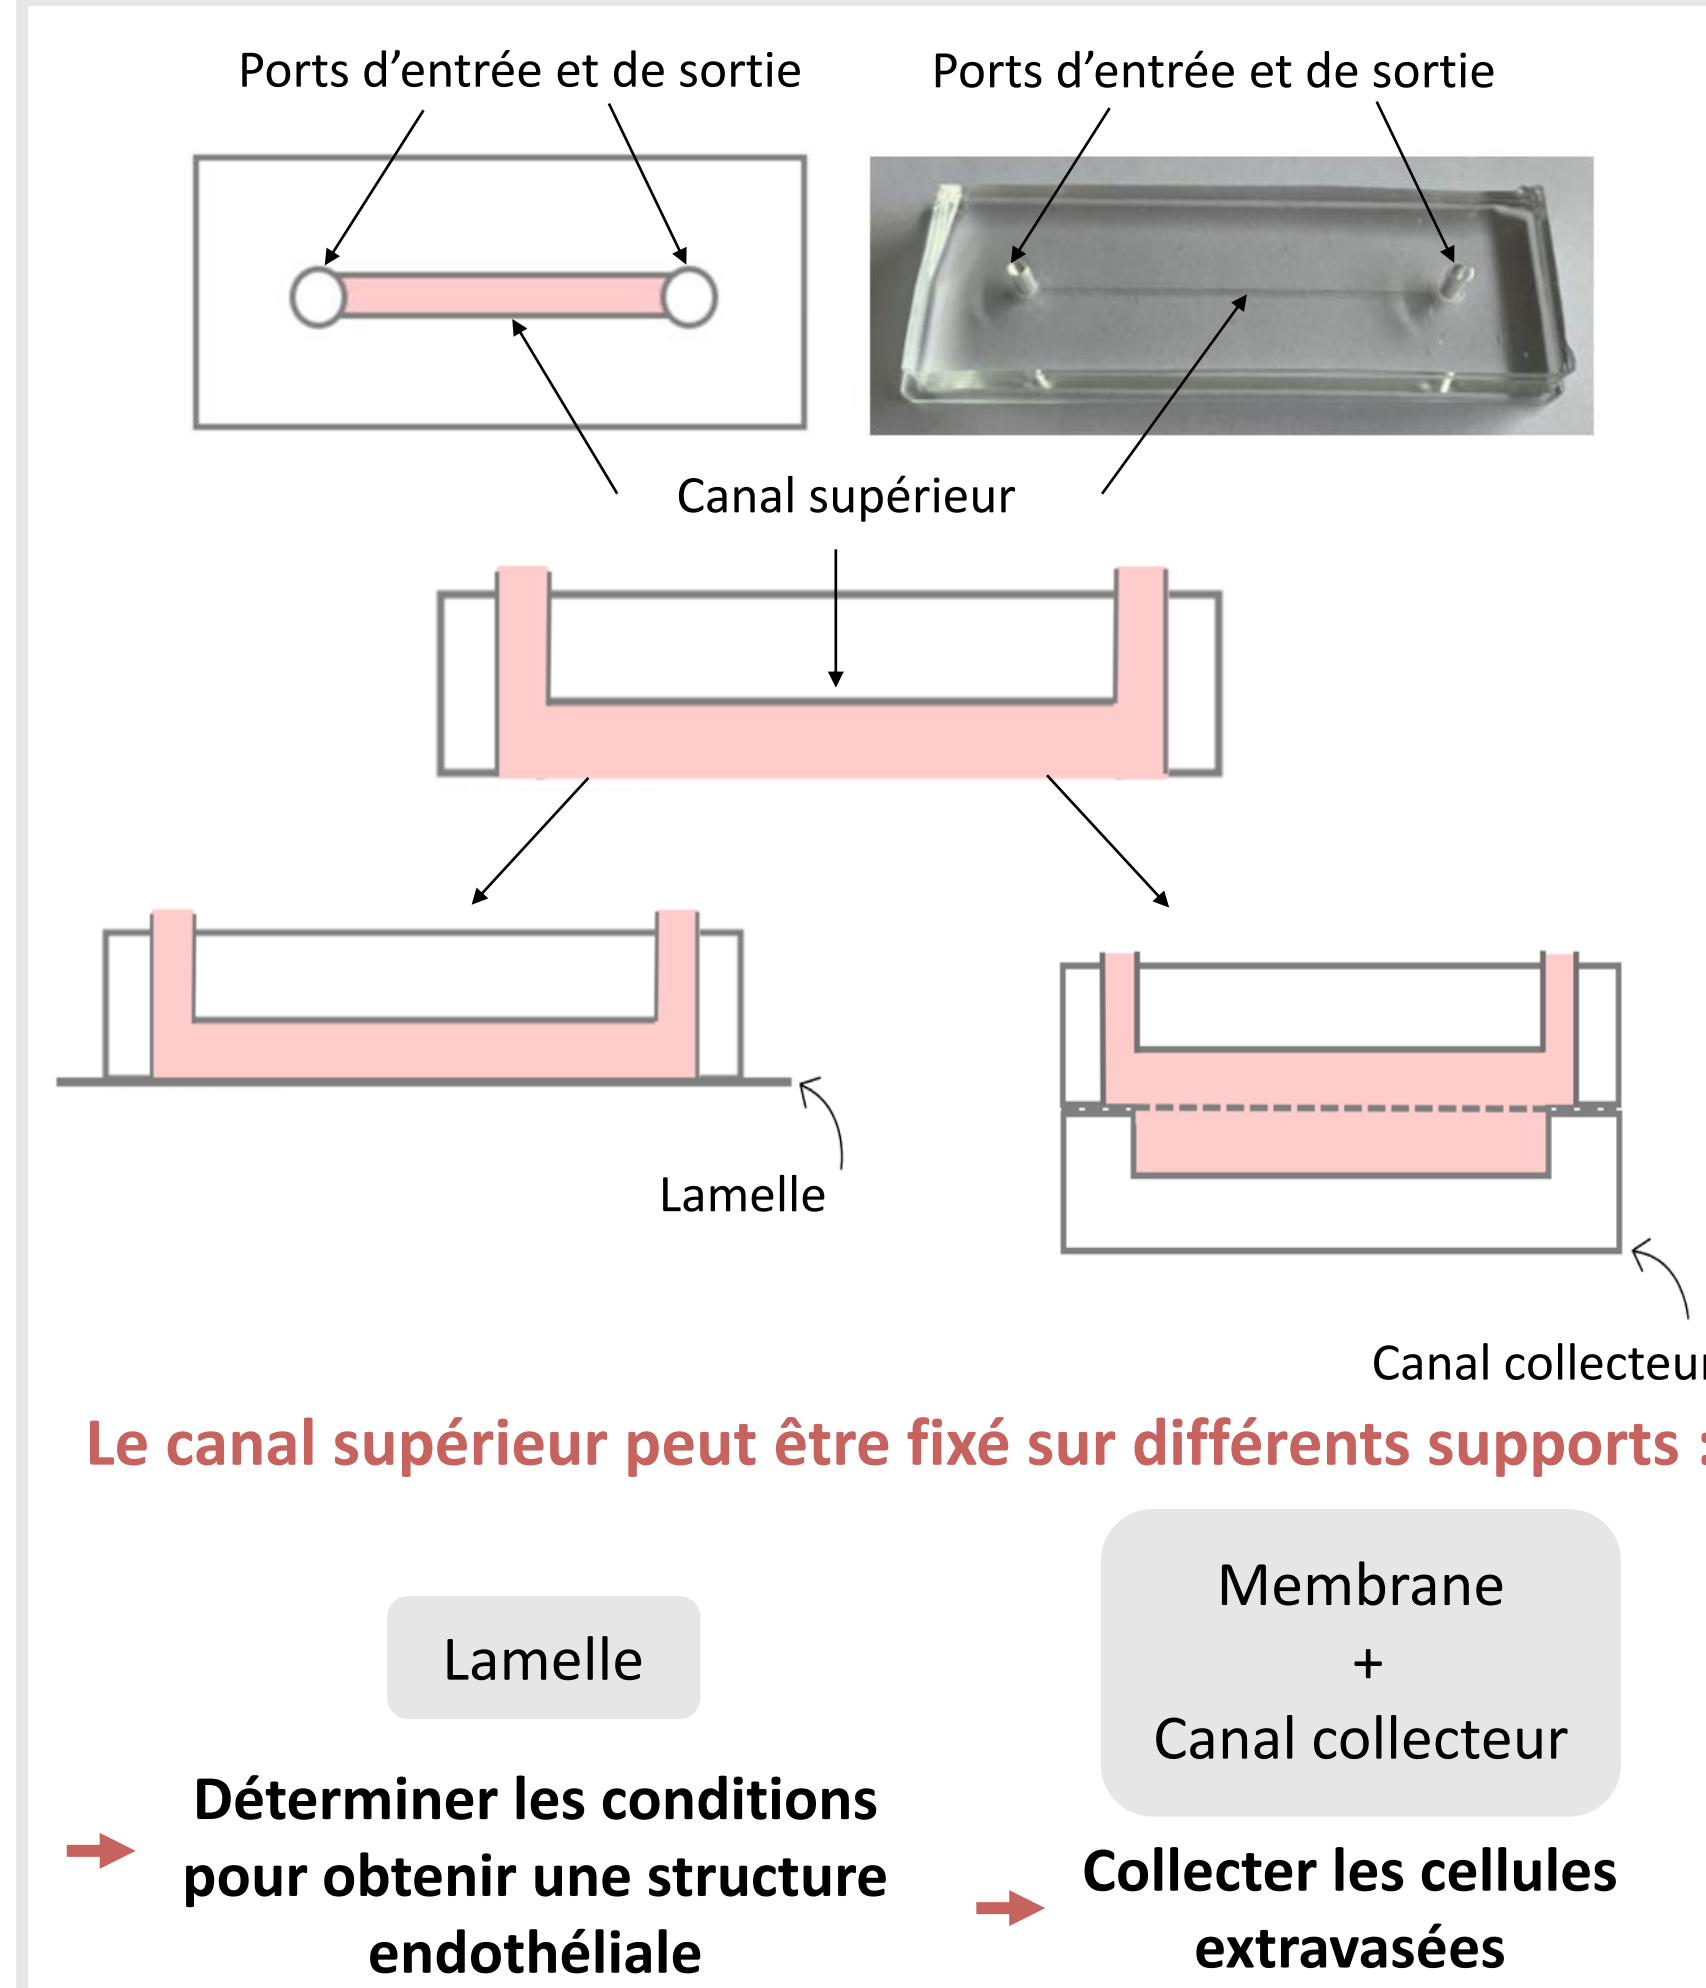 Ports d’entrée et de sortie
Ports d’entrée et de sortie
Canal supérieur
Lamelle
Canal collecteur
Le canal supérieur peut être fixé sur différents supports :
Lamelle
Membrane
+
Canal collecteur
Déterminer les conditions
pour obtenir une structure
endothéliale
Collecter les cellules
extravasées